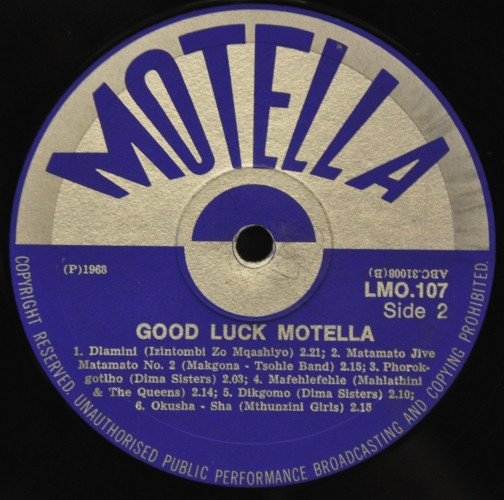 MOTELLA
(P)1968
ABC.31008(B)
LMO.107
Side 2
GOOD LUCK MOTELLA
1. Dlamini (Izintombi Zo Mqashiyo) 2.21; 2. Matamato Jive
Matamato No. 2 (Makgona - Tsohle Band) 2.15; 3. Phorok-
gotlho (Dima Sisters) 2.03; 4. Mafehlefehle (Mahlathini
& The Queens) 2.14; 5. Dikgomo (Dima Sisters) 2.10;
6. Okusha - Sha (Mthunzini Girls) 2.15
COPYRIGHT RESERVED. UNAUTHORISED PUBLIC PERFORMANCE BROADCASTING AND COPYING PROHIBITED.